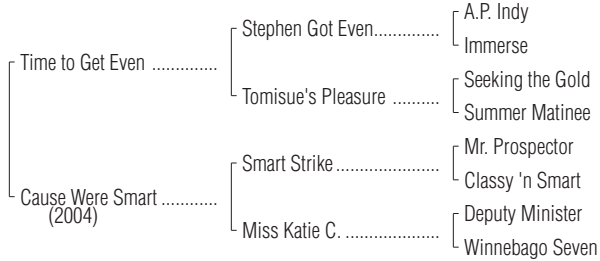 A.P. Indy
Stephen Got Even..............
Immerse
Time to Get Even .............
Seeking the Gold
Tomisue's Pleasure ..........
Summer Matinee
Mr. Prospector
Smart Strike....................
Classy 'n Smart
Cause Were Smart ...........
(2004)
Deputy Minister
Miss Katie C. ....................
Winnebago Seven